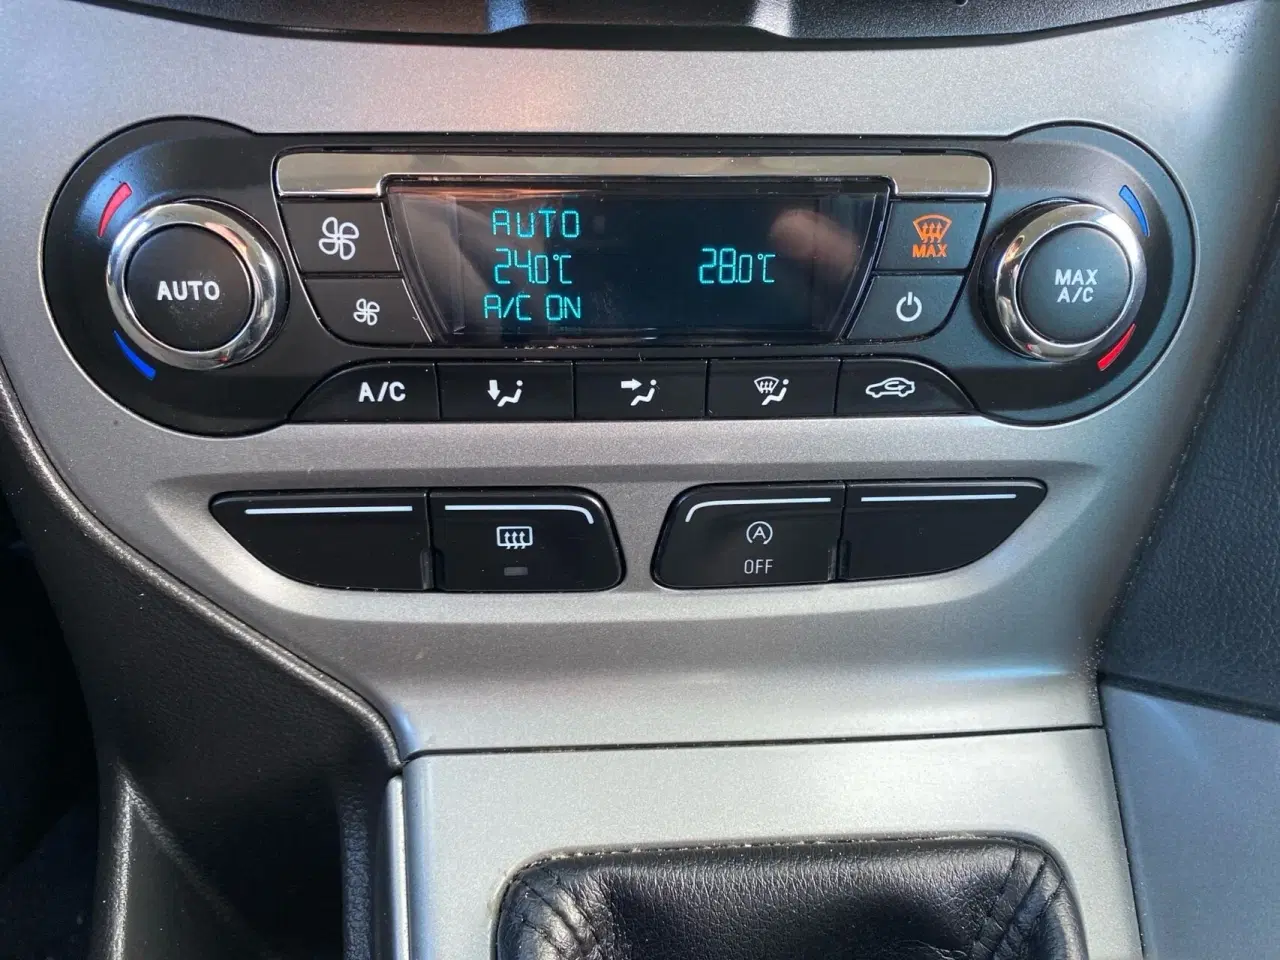 AUTO
AUTO
24.0°C 28.0°C
A/C ON
MAX
MAX
A/C
A/C
A
OFF